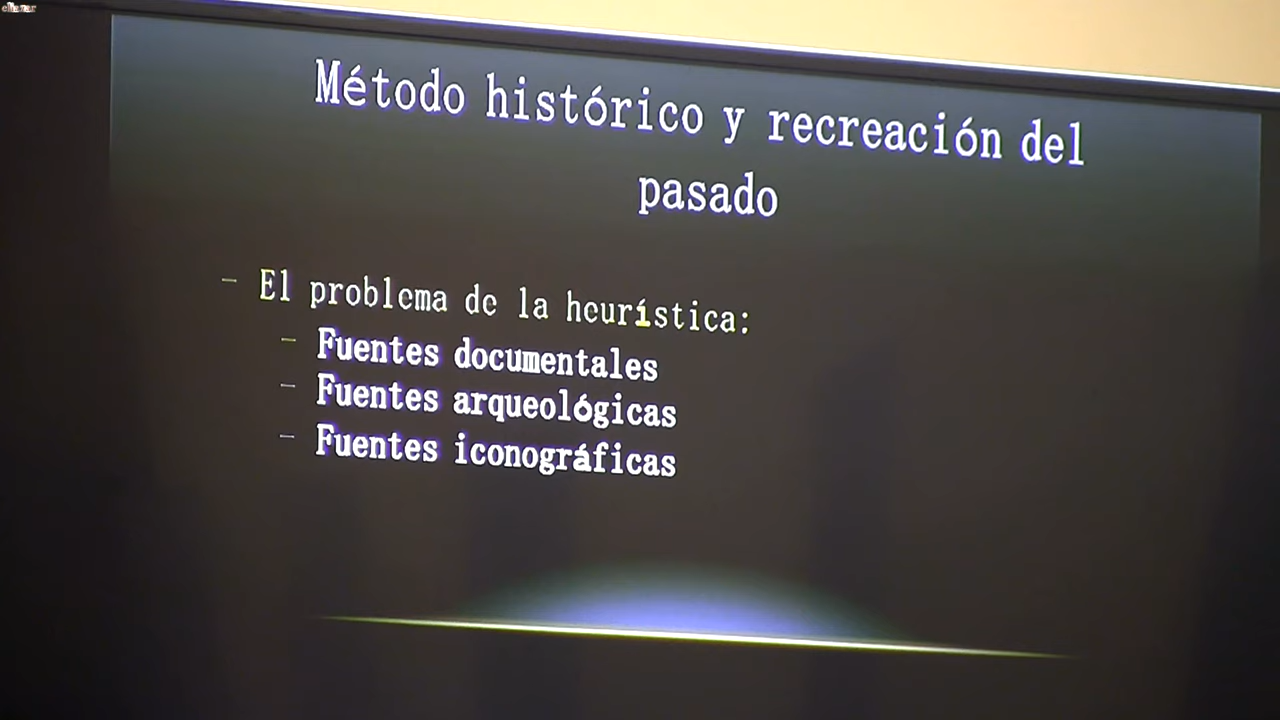 Método histórico y recreación del
pasado
- El problema de la heurística:
- Fuentes documentales
- Fuentes arqueológicas
- Fuentes iconográficas